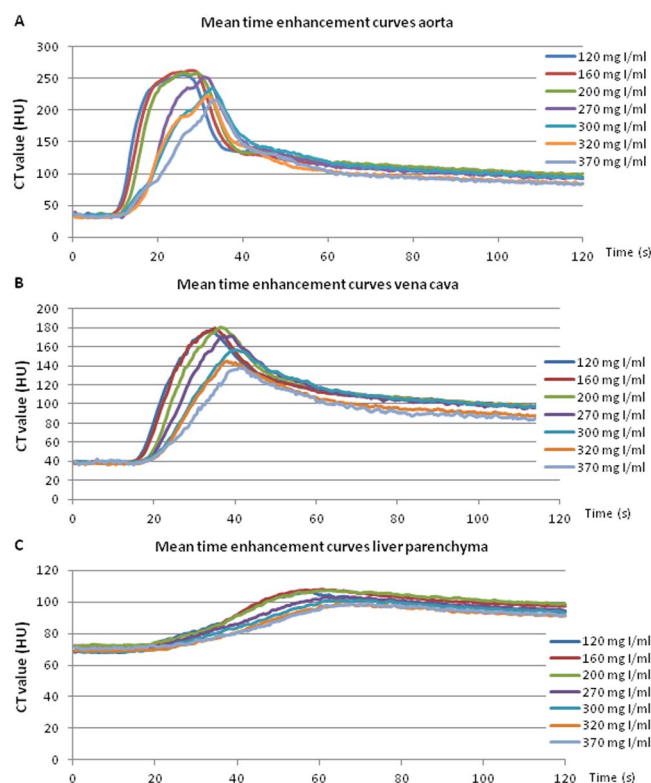 A
Mean time enhancement curves aorta
CT value (HU)
300
250
200
150
100
50
0
0 20 40 60 80 100 120
Time (s)
120 mg I/ml
160 mg I/ml
200 mg I/ml
270 mg I/ml
300 mg I/ml
320 mg I/ml
370 mg I/ml
B
Mean time enhancement curves vena cava
CT value (HU)
200
180
160
140
120
100
80
60
40
20
0
0 20 40 60 80 100 120
Time (s)
120 mg I/ml
160 mg I/ml
200 mg I/ml
270 mg I/ml
300 mg I/ml
320 mg I/ml
370 mg I/ml
C
Mean time enhancement curves liver parenchyma
CT value (HU)
120
100
80
60
40
20
0
0 20 40 60 80 100 120
Time (s)
120 mg I/ml
160 mg I/ml
200 mg I/ml
270 mg I/ml
300 mg I/ml
320 mg I/ml
370 mg I/ml